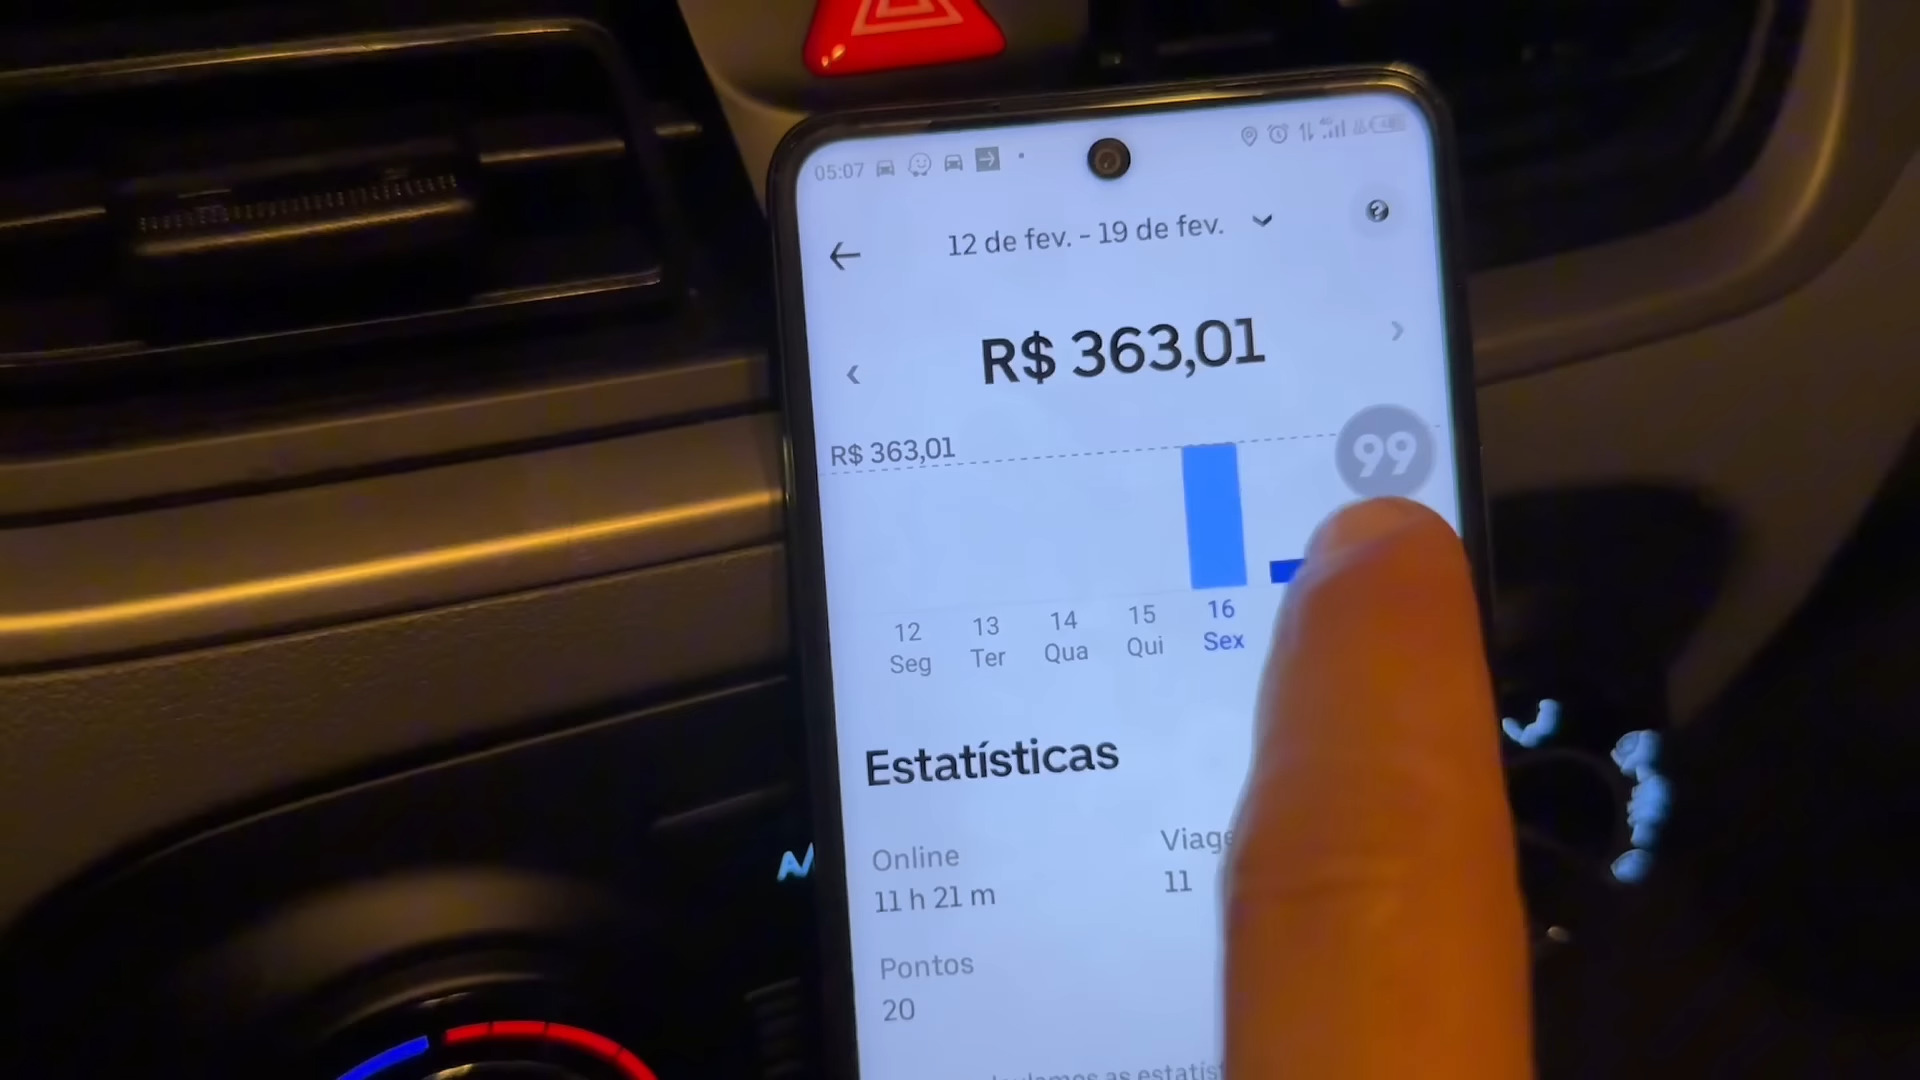 05:07
12 de fev. - 19 de fev.
R$ 363,01
R$ 363,01
99
12 13 14 15 16
Seg Ter Qua Qui Sex
Estatísticas
Online
11 h 21 m
Viage
11
Pontos
20